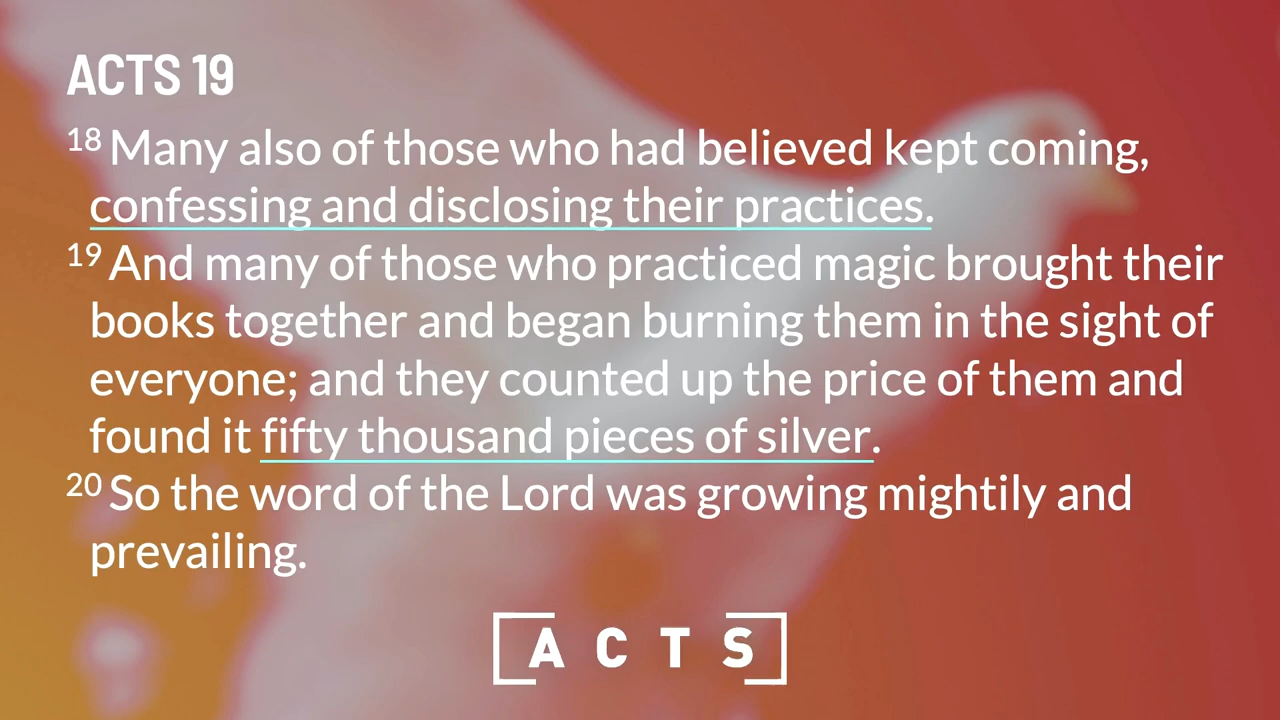 ACTS 19
18 Many also of those who had believed kept coming,
confessing and disclosing their practices.
19 And many of those who practiced magic brought their
books together and began burning them in the sight of
everyone; and they counted up the price of them and
found it fifty thousand pieces of silver.
20 So the word of the Lord was growing mightily and
prevailing.
ACTS